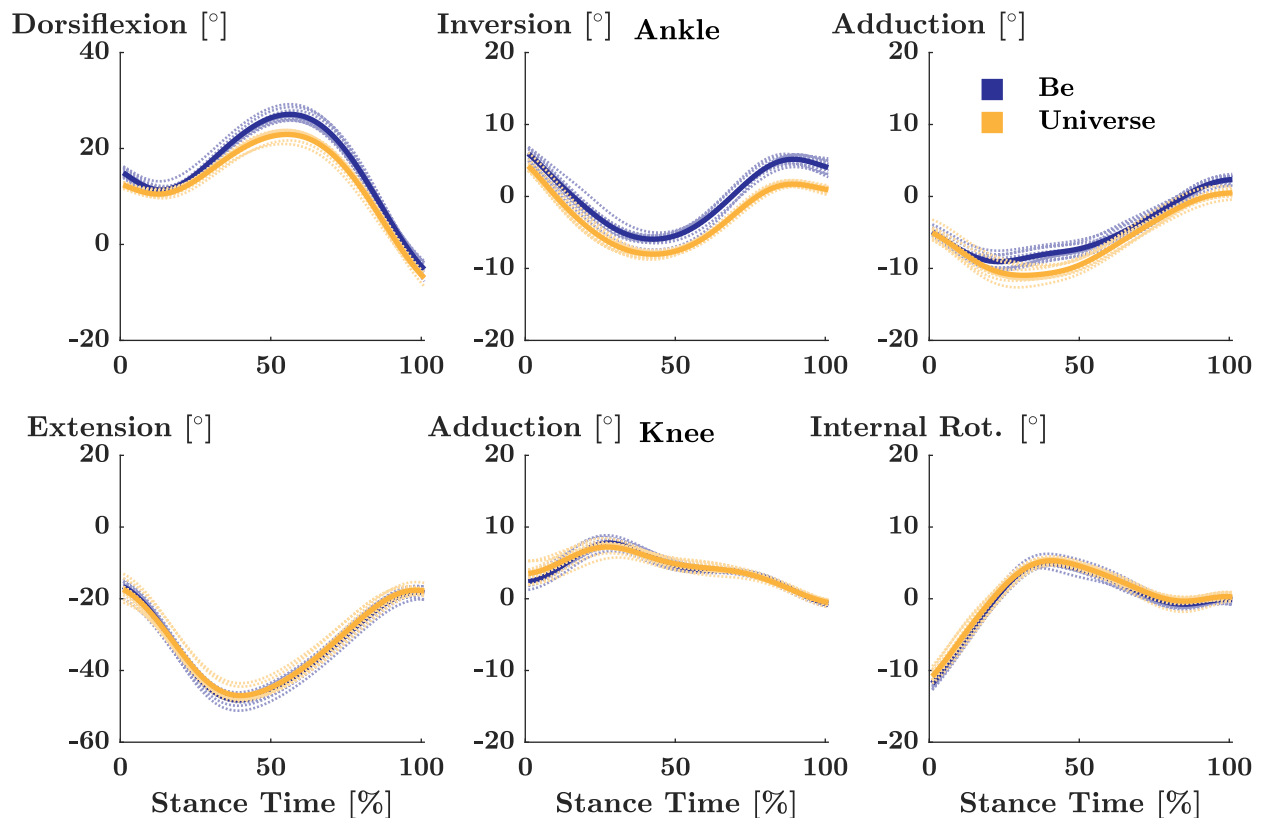 Dorsiflexion [°]
Inversion [°] Ankle
Adduction [°]
40
20
0
-20
0 50 100
20
10
0
-10
-20
0 50 100
20
10
0
-10
-20
0 50 100
Be
Universe
Extension [°]
Adduction [°] Knee
Internal Rot. [°]
20
0
-20
-40
-60
0 50 100
Stance Time [%]
20
10
0
-10
-20
0 50 100
Stance Time [%]
20
10
0
-10
-20
0 50 100
Stance Time [%]